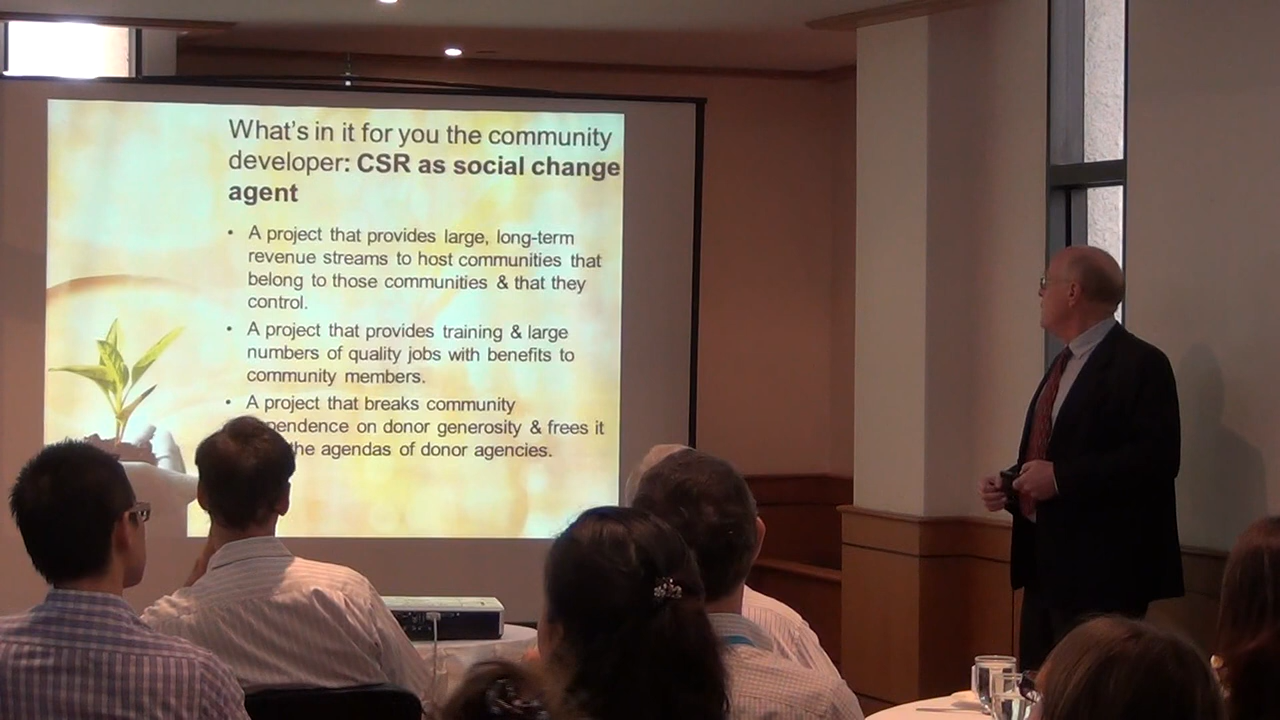 What's in it for you the community
developer: CSR as social change
agent
• A project that provides large, long-term
revenue streams to host communities that
belong to those communities & that they
control.
• A project that provides training & large
numbers of quality jobs with benefits to
community members.
• A project that breaks community
pendence on donor generosity & frees it
he agendas of donor agencies.